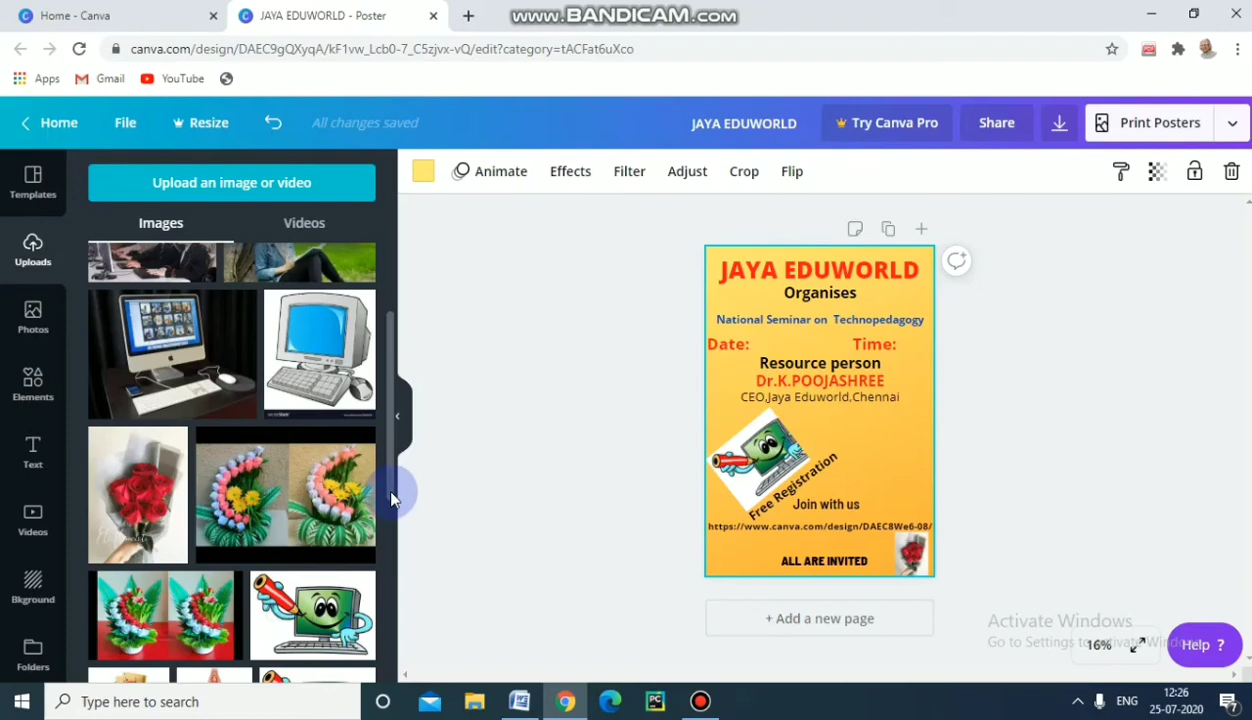 Home - Canva
JAYA EDUWORLD - Poster
WWW.BANDICAM.COM
canva.com/design/DAEC9gQXyqA/kF1vw_Lcb0-7_C5zjvx-vQ/edit?category=tACFat6uXco
Apps
Gmail
YouTube
Home
File
Resize
All changes saved
JAYA EDUWORLD
Try Canva Pro
Share
Print Posters
Templates
Uploads
Photos
Elements
Text
Videos
Bkground
Folders
Upload an image or video
Images
Videos
Animate
Effects
Filter
Adjust
Crop
Flip
JAYA EDUWORLD
Organises
National Seminar on Technopedagogy
Date: Time:
Resource person
Dr.K.POOJASHREE
CEO,Jaya Eduworld,Chennai
Free Registration
Join with us
https://www.canva.com/design/DAEC8We6-08/
ALL ARE INVITED
+ Add a new page
Activate Windows
Go to Settings to activate Windows.
16%
Help ?
Type here to search
ENG
12:26
25-07-2020